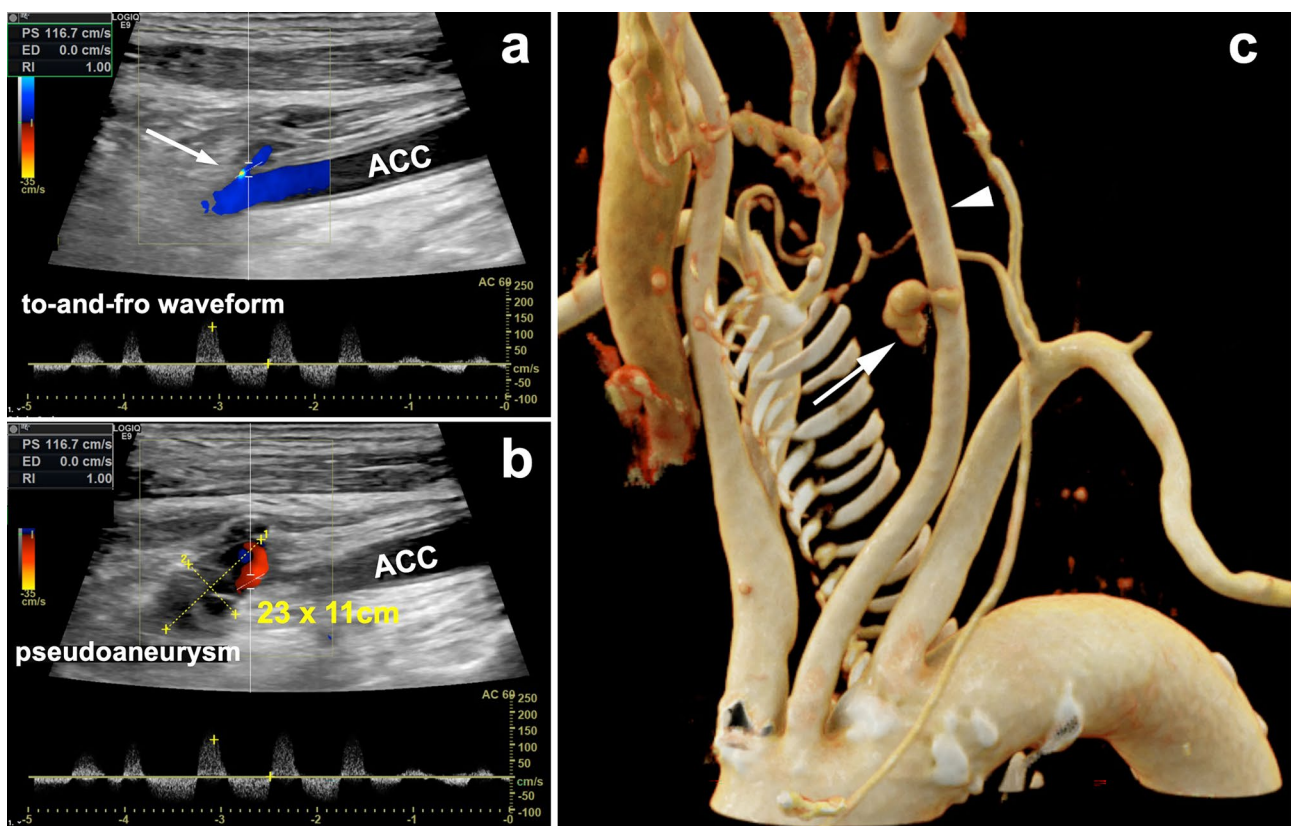 LOGIQ
E9
PS 116.7 cm/s
ED 0.0 cm/s
RI 1.00
a
-35
cm/s
ACC
to-and-fro waveform
AC 60
250
200
150
100
50
cm/s
-50
-100
-5 -4 -3 -2 -1 -0
LOGIQ
E9
PS 116.7 cm/s
ED 0.0 cm/s
RI 1.00
b
-35
cm/s
1
2
ACC
23 x 11cm
pseudoaneurysm
AC 60
250
200
150
100
50
cm/s
-50
-100
-5 -4 -3 -2 -1 -0
c